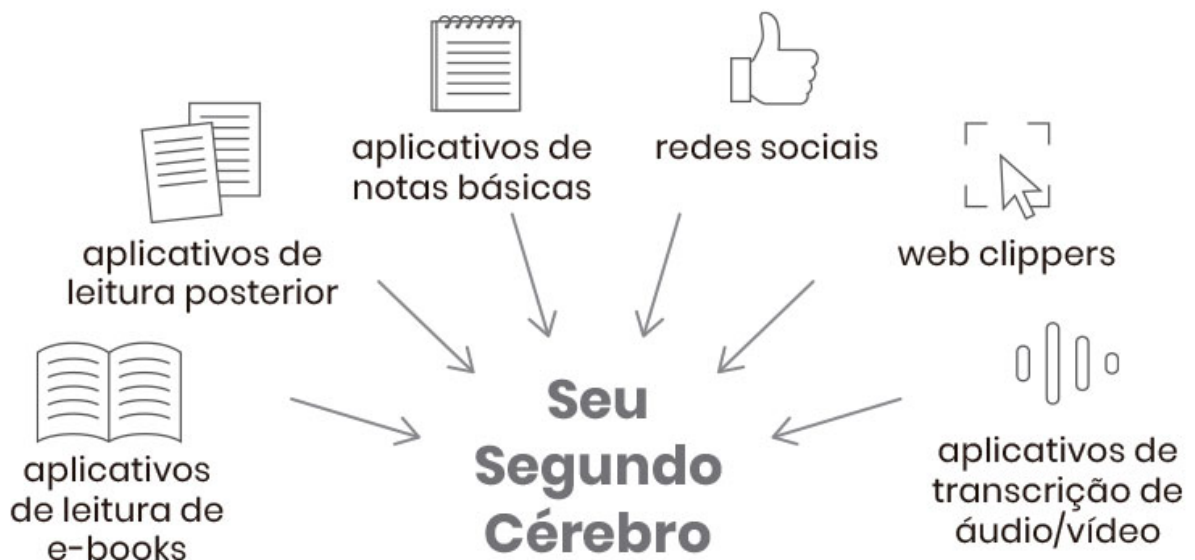 aplicativos de
notas básicas
redes sociais
aplicativos de
leitura posterior
web clippers
aplicativos
de leitura de
e-books
Seu
Segundo
Cérebro
aplicativos de
transcrição de
áudio/vídeo